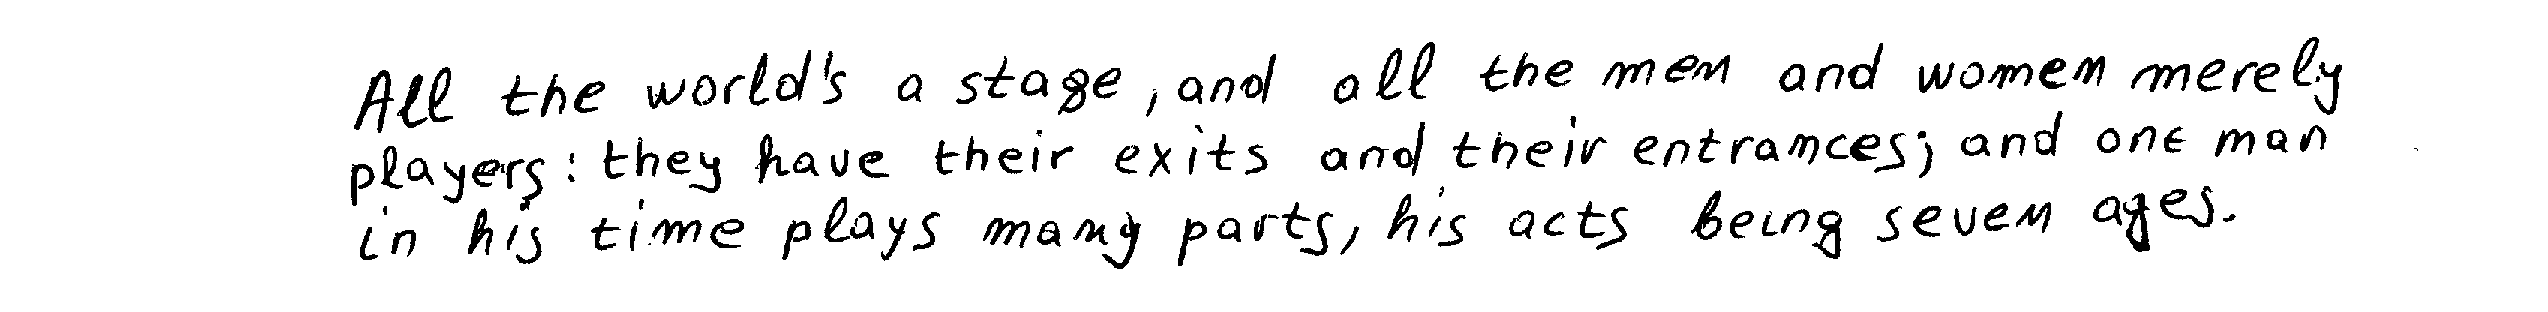 All the world's a stage, and all the men and women merely
players: they have their exits and their entrances; and one man
in his time plays many parts, his acts being seven ages.